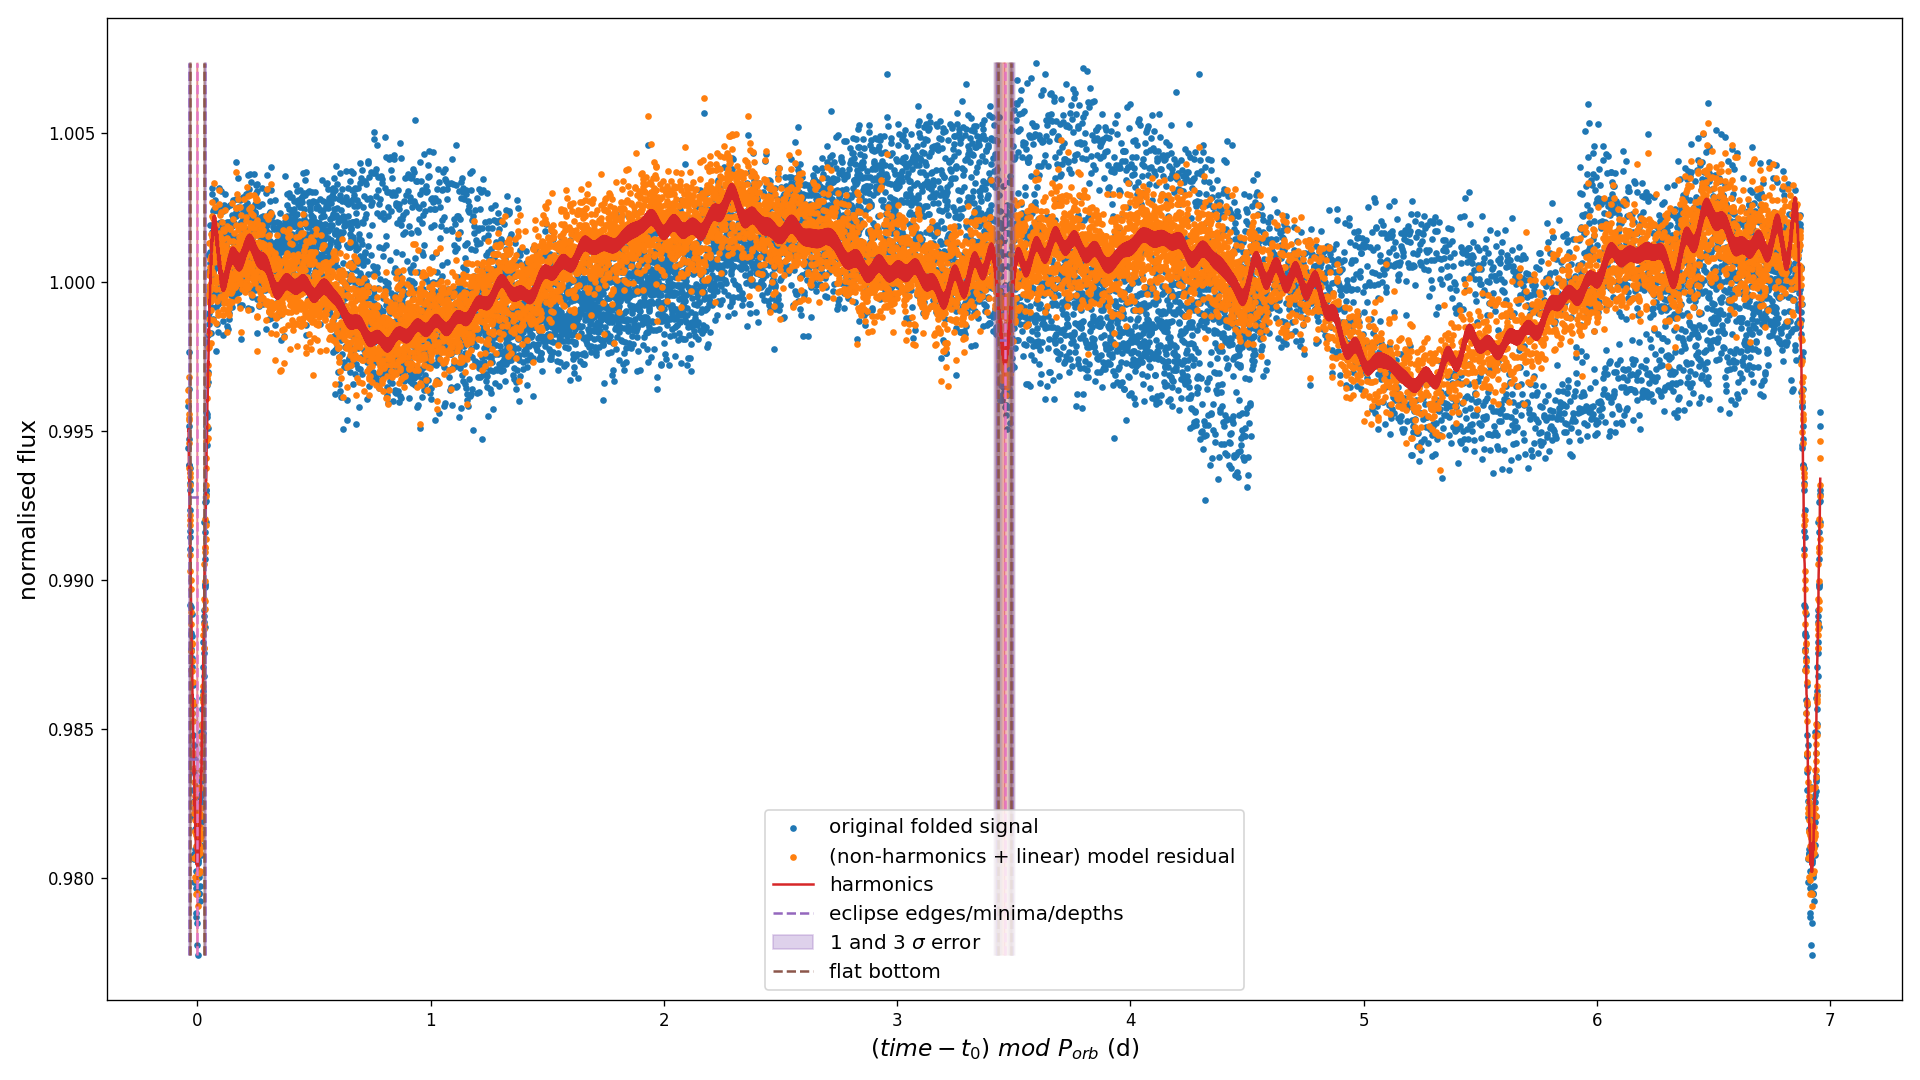 1.005
1.000
0.995
0.990
0.985
0.980
normalised flux
original folded signal
(non-harmonics + linear) model residual
harmonics
eclipse edges/minima/depths
1 and 3 σ error
flat bottom
0 1 2 3 4 5 6 7
(time − t₀) mod Pₒᵣᵦ (d)